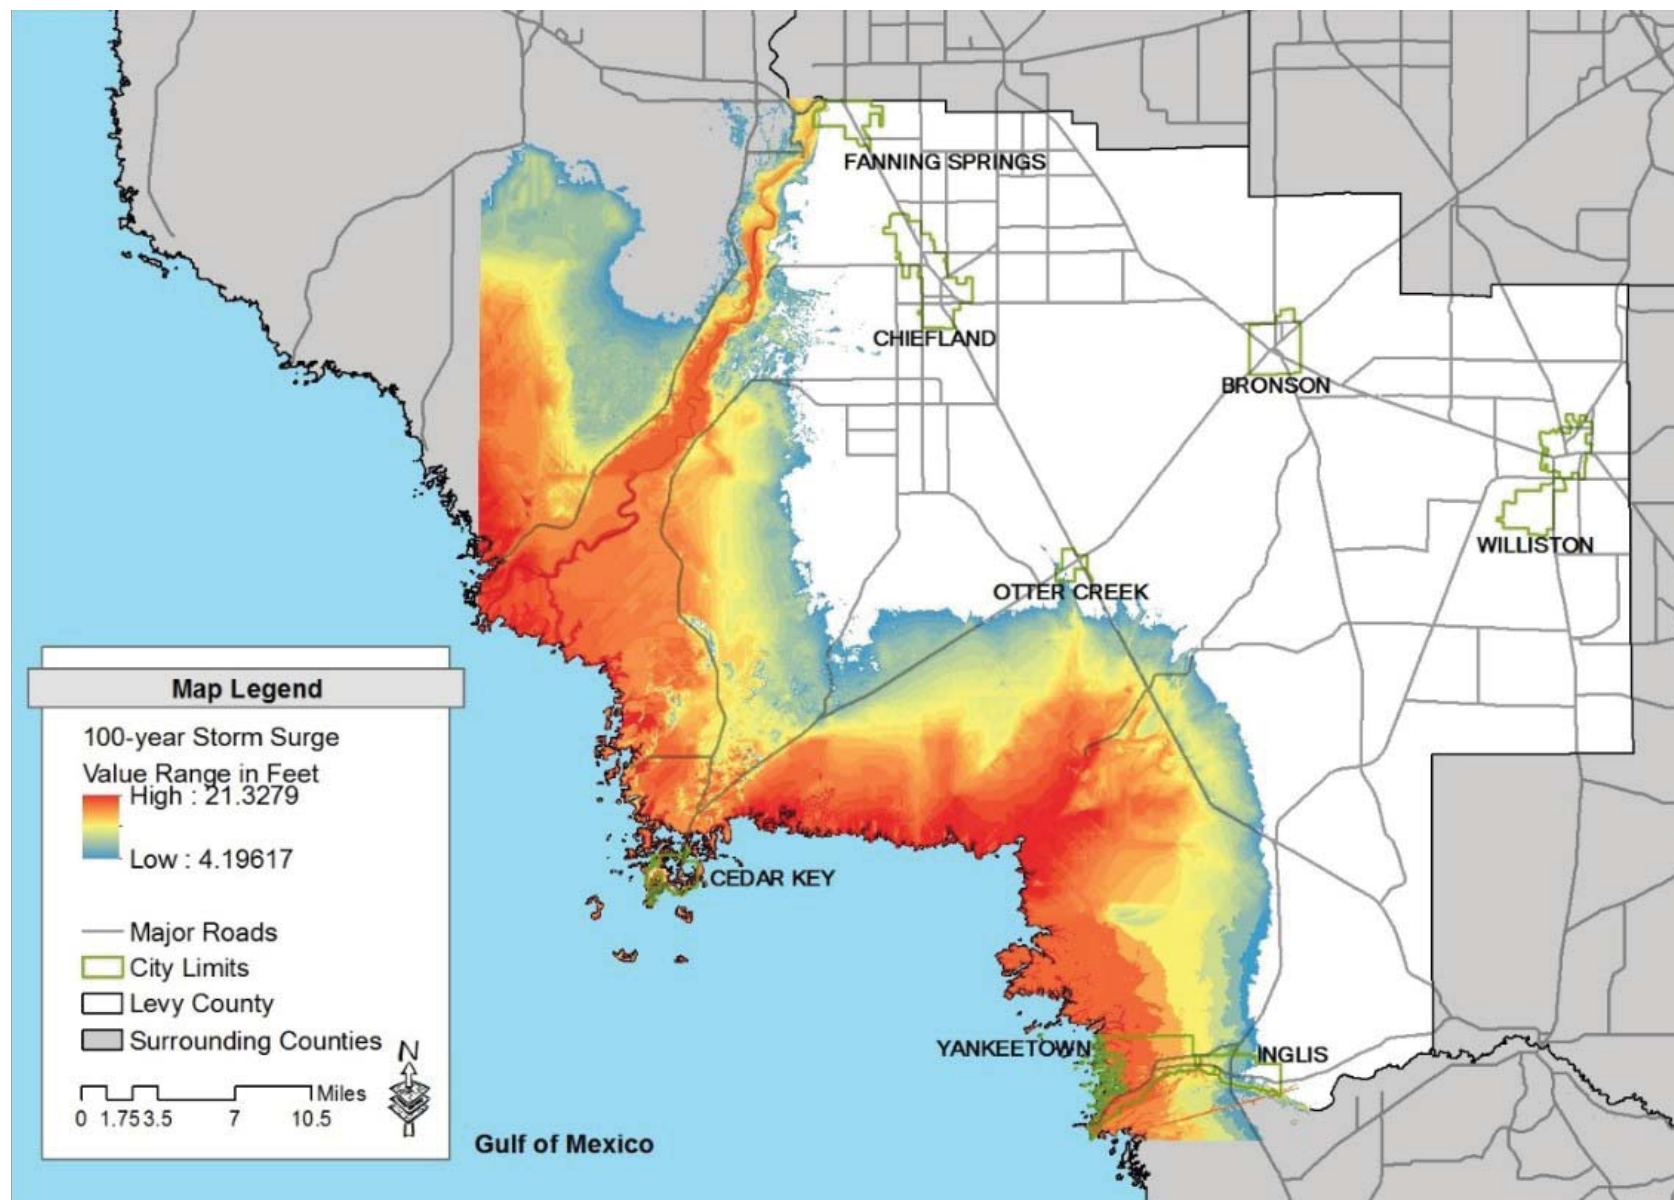 FANNING SPRINGS
CHIEFLAND
BRONSON
WILLISTON
OTTER CREEK
CEDAR KEY
YANKEETOWN
INGLIS
Gulf of Mexico
Map Legend
100-year Storm Surge
Value Range in Feet
High : 21.3279
Low : 4.19617
Major Roads
City Limits
Levy County
Surrounding Counties
N
Miles
0 1.75 3.5 7 10.5